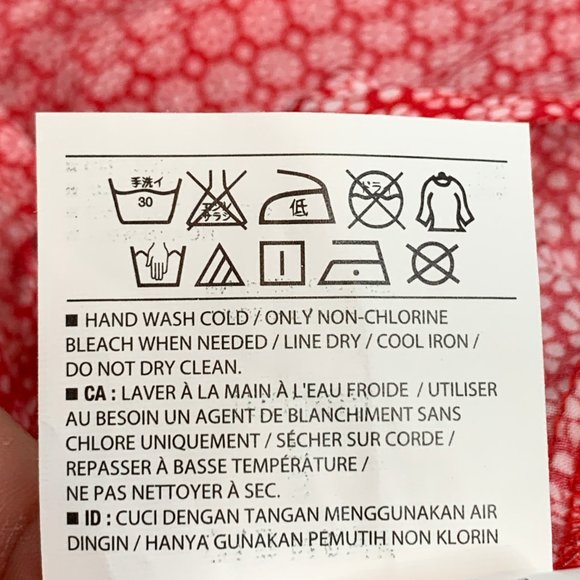 手洗イ
30
エンソ
サラシ
低
ドライ
■ HAND WASH COLD / ONLY NON-CHLORINE
BLEACH WHEN NEEDED / LINE DRY / COOL IRON /
DO NOT DRY CLEAN.
■ CA : LAVER À LA MAIN À L'EAU FROIDE / UTILISER
AU BESOIN UN AGENT DE BLANCHIMENT SANS
CHLORE UNIQUEMENT / SÉCHER SUR CORDE /
REPASSER À BASSE TEMPÉRATURE /
NE PAS NETTOYER À SEC.
■ ID : CUCI DENGAN TANGAN MENGGUNAKAN AIR
DINGIN / HANYA GUNAKAN PEMUTIH NON KLORIN